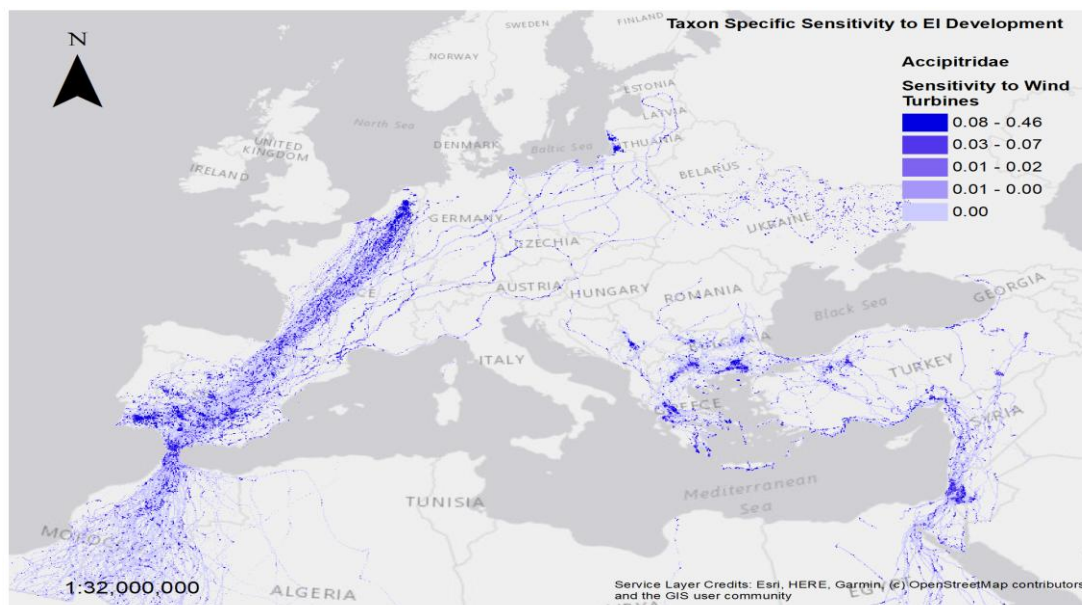 Taxon Specific Sensitivity to EI Development
N
Accipitridae
Sensitivity to Wind
Turbines
0.08 - 0.46
0.03 - 0.07
0.01 - 0.02
0.01 - 0.00
0.00
SWEDEN
FINLAND
NORWAY
ESTONIA
LATVIA
North Sea
Baltic Sea
THUANIA
DENMARK
UNITED
KINGDOM
IRELAND
BELARUS
GERMANY
UKRAINE
CZECHIA
AUSTRIA
HUNGARY
ROMANIA
GEORGIA
Black Sea
ITALY
TURKEY
SYRIA
Mediterranean
Sea
TUNISIA
ALGERIA
1:32,000,000
Service Layer Credits: Esri, HERE, Garmin, (c) OpenStreetMap contributors
and the GIS user community